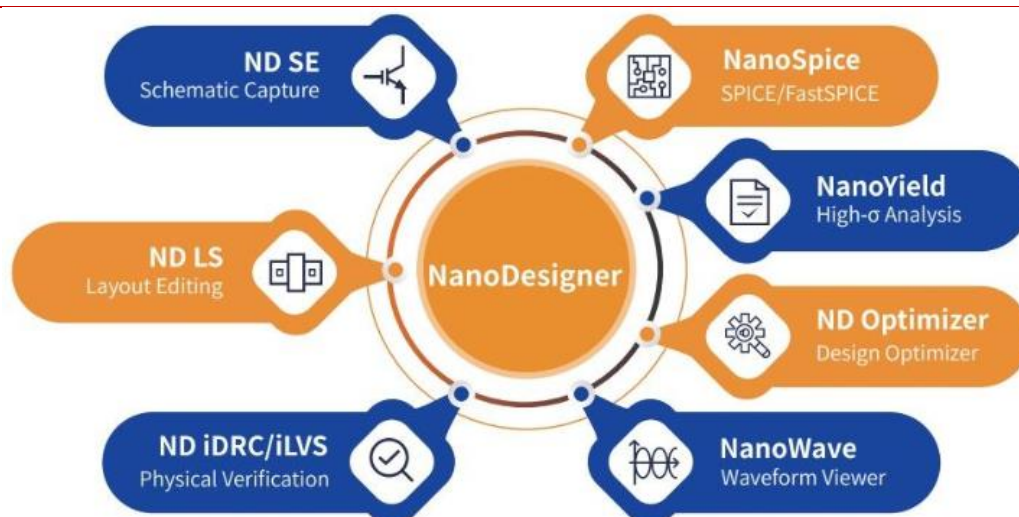 ND SE
Schematic Capture
NanoSpice
SPICE/FastSPICE
NanoYield
High-σ Analysis
ND LS
Layout Editing
NanoDesigner
ND Optimizer
Design Optimizer
ND iDRC/iLVS
Physical Verification
NanoWave
Waveform Viewer